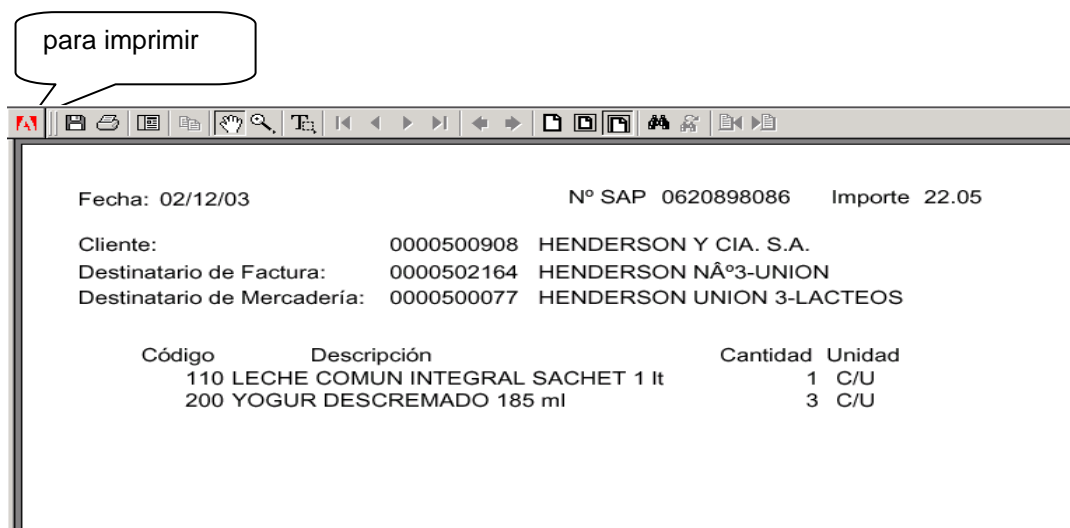 para imprimir
Fecha: 02/12/03 Nº SAP 0620898086 Importe 22.05
Cliente: 0000500908 HENDERSON Y CIA. S.A.
Destinatario de Factura: 0000502164 HENDERSON NÂº3-UNION
Destinatario de Mercadería: 0000500077 HENDERSON UNION 3-LACTEOS
Código Descripción Cantidad Unidad
110 LECHE COMUN INTEGRAL SACHET 1 lt 1 C/U
200 YOGUR DESCREMADO 185 ml 3 C/U